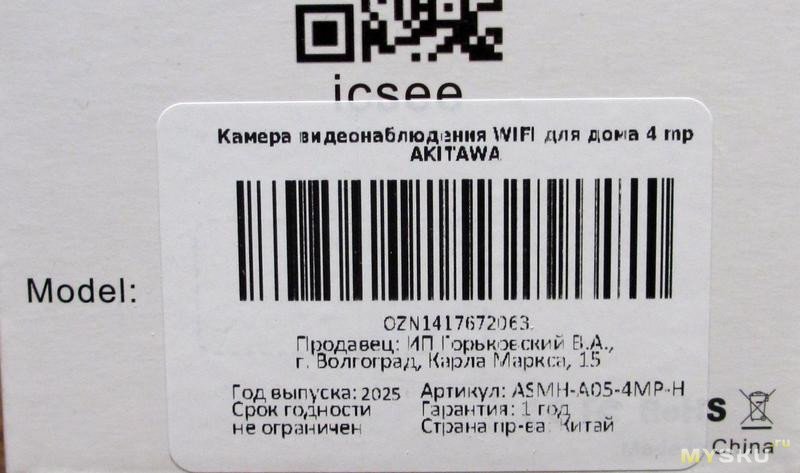 icsee
Камера видеонаблюдения WIFI для дома 4 mp
AKITAWA
Model:
OZN1417672063
Продавец: ИП Горьковский В.А.,
г. Волгоград, Карла Маркса, 15
Год выпуска: 2025
Срок годности
не ограничен
Артикул: ASMH-A05-4MP-H
Гарантия: 1 год
Страна пр-ва: Китай
RoHS
China
MYSKU.ru